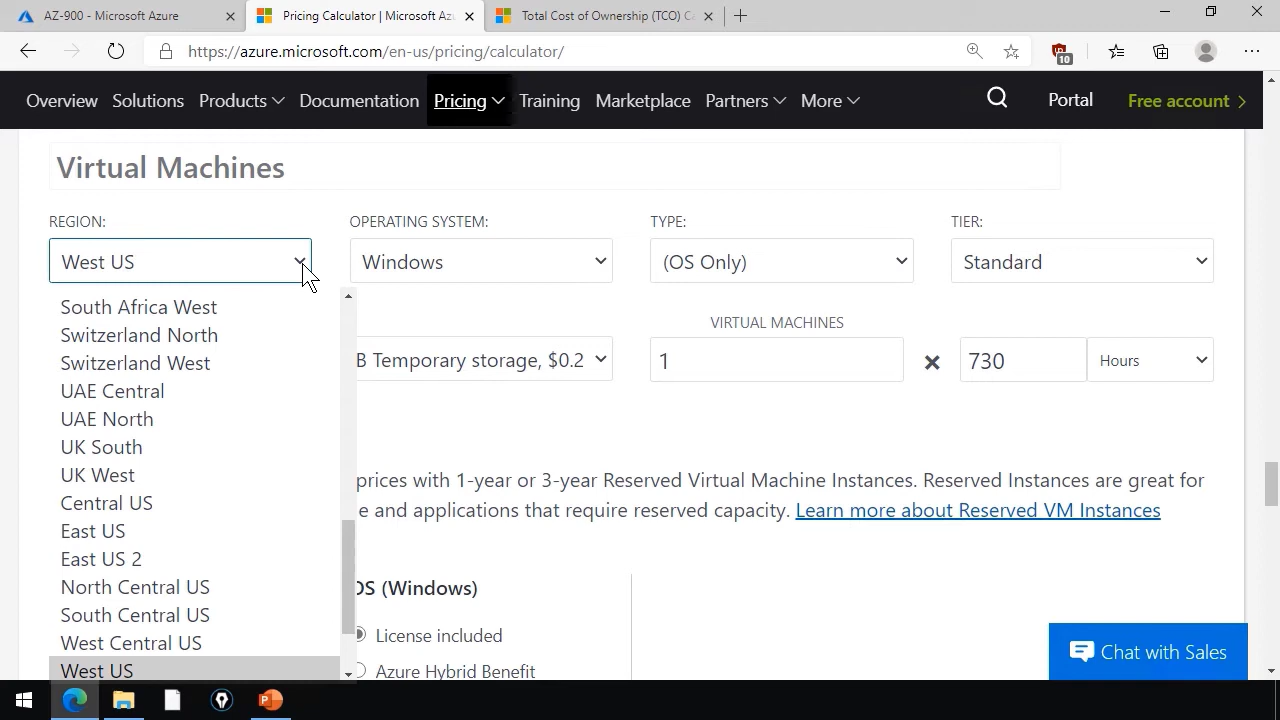 AZ-900 - Microsoft Azure
Pricing Calculator | Microsoft Azu
Total Cost of Ownership (TCO) Ca
https://azure.microsoft.com/en-us/pricing/calculator/
10
Overview Solutions Products Documentation Pricing Training Marketplace Partners More Portal Free account
Virtual Machines
REGION: OPERATING SYSTEM: TYPE: TIER:
West US Windows (OS Only) Standard
South Africa West
VIRTUAL MACHINES
Switzerland North
Switzerland West
B Temporary storage, $0.2 1 730 Hours
UAE Central
UAE North
UK South
UK West
prices with 1-year or 3-year Reserved Virtual Machine Instances. Reserved Instances are great for
Central US
e and applications that require reserved capacity. Learn more about Reserved VM Instances
East US
East US 2
North Central US
OS (Windows)
South Central US
License included
West Central US
West US
Azure Hybrid Benefit
Chat with Sales